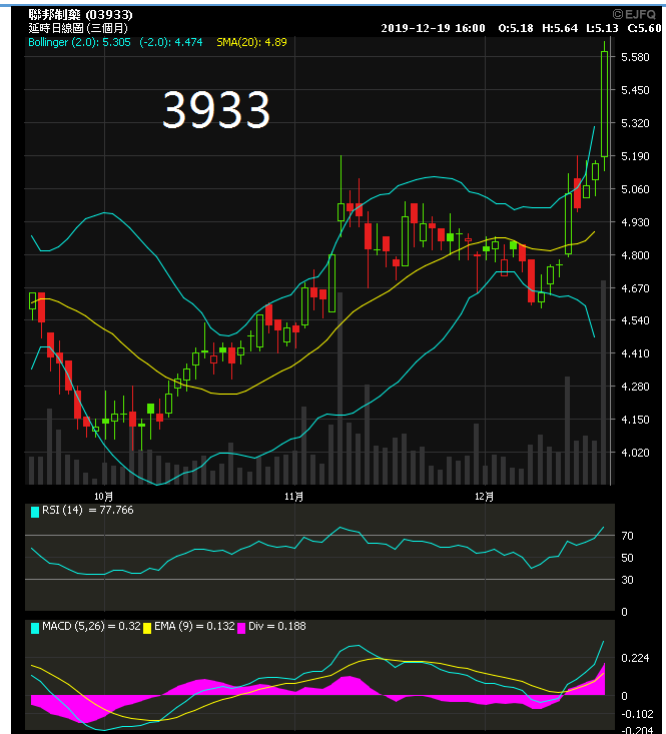 聯邦制藥 (03933)
©EJFQ
延時日線圖 (三個月)
2019-12-19 16:00 O:5.18 H:5.64 L:5.13 C:5.60
Bollinger (2.0): 5.305 (-2.0): 4.474 SMA(20): 4.89
3933
5.580
5.450
5.320
5.190
5.060
4.930
4.800
4.670
4.540
4.410
4.280
4.150
4.020
10月 11月 12月
RSI (14) = 77.766
70
50
30
0
MACD (5,26) = 0.32 EMA (9) = 0.132 Div = 0.188
0.224
0
-0.102
-0.204